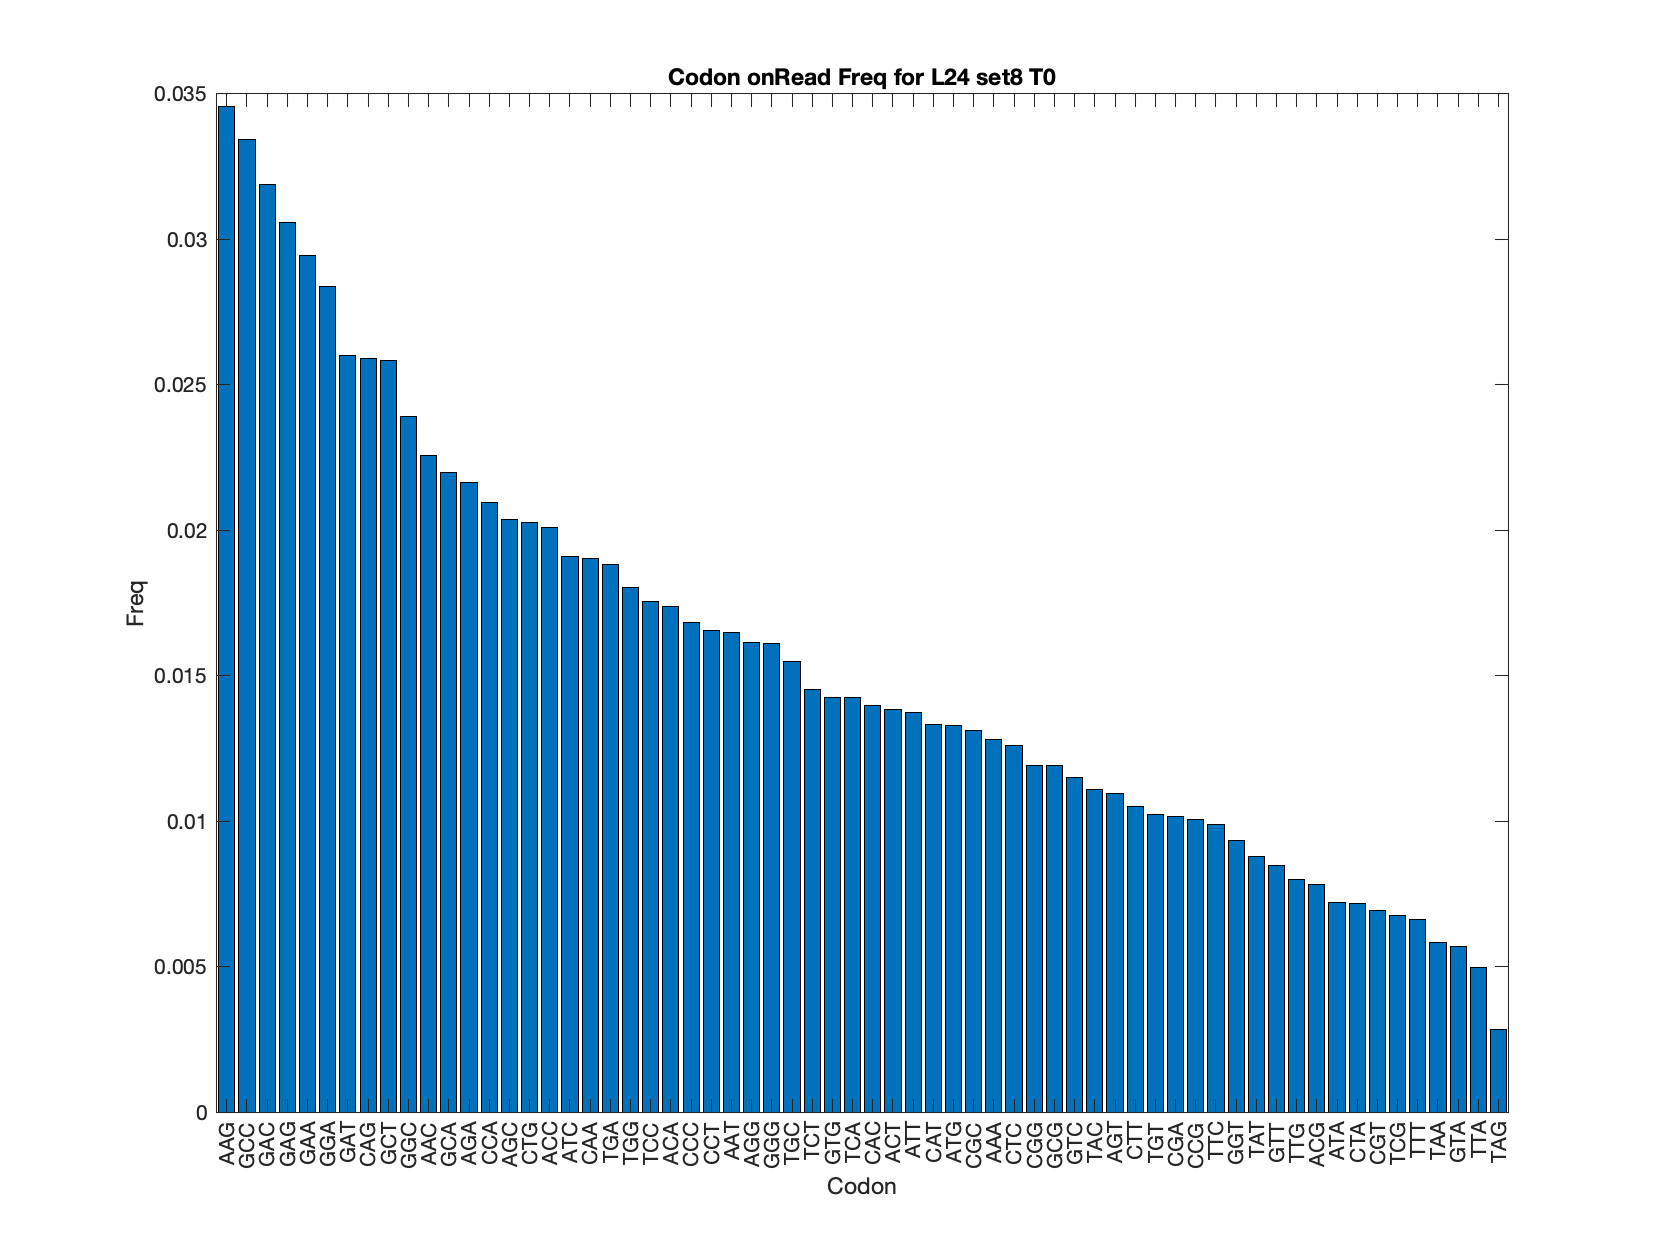 Codon onRead Freq for L24 set8 T0
0.035
0.03
0.025
0.02
0.015
0.01
0.005
0
Freq
AAG GCC GAC GAG GAA GGA GAT CAG GCT GGC AAC GCA AGA CCA AGC CTG ACC ATC CAA TGA TGG TCC ACA CCC CCT AAT AGG GGG TGC TCT GTG TCA CAC ACT ATT CAT ATG CGC AAA CTC CGG GCG GTC TAC AGT CTT TGT CGA CCG TTC GGT TAT GTT TTG ACG ATA CTA CGT TCG TTT TAA GTA TTA TAG
Codon